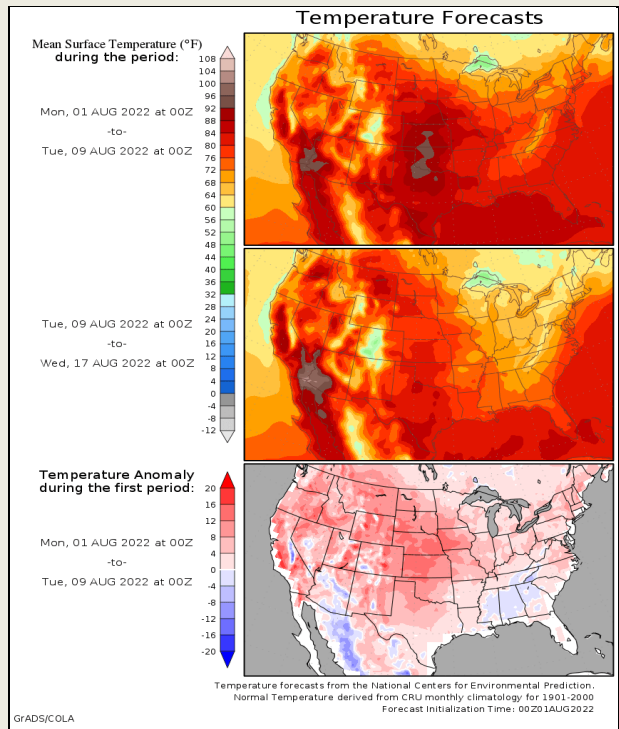 Temperature Forecasts
Mean Surface Temperature (°F)
during the period:
Mon, 01 AUG 2022 at 00Z
-to-
Tue, 09 AUG 2022 at 00Z
108
104
100
96
92
88
84
80
76
72
68
64
60
56
52
48
44
40
36
32
28
24
20
16
12
8
4
0
-4
-8
-12
Tue, 09 AUG 2022 at 00Z
-to-
Wed, 17 AUG 2022 at 00Z
Temperature Anomaly
during the first period:
Mon, 01 AUG 2022 at 00Z
-to-
Tue, 09 AUG 2022 at 00Z
20
16
12
8
4
0
-4
-8
-12
-16
-20
Temperature forecasts from the National Centers for Environmental Prediction.
Normal Temperature derived from CRU monthly climatology for 1901-2000
Forecast Initialization Time: 00Z01AUG2022
GrADS/COLA